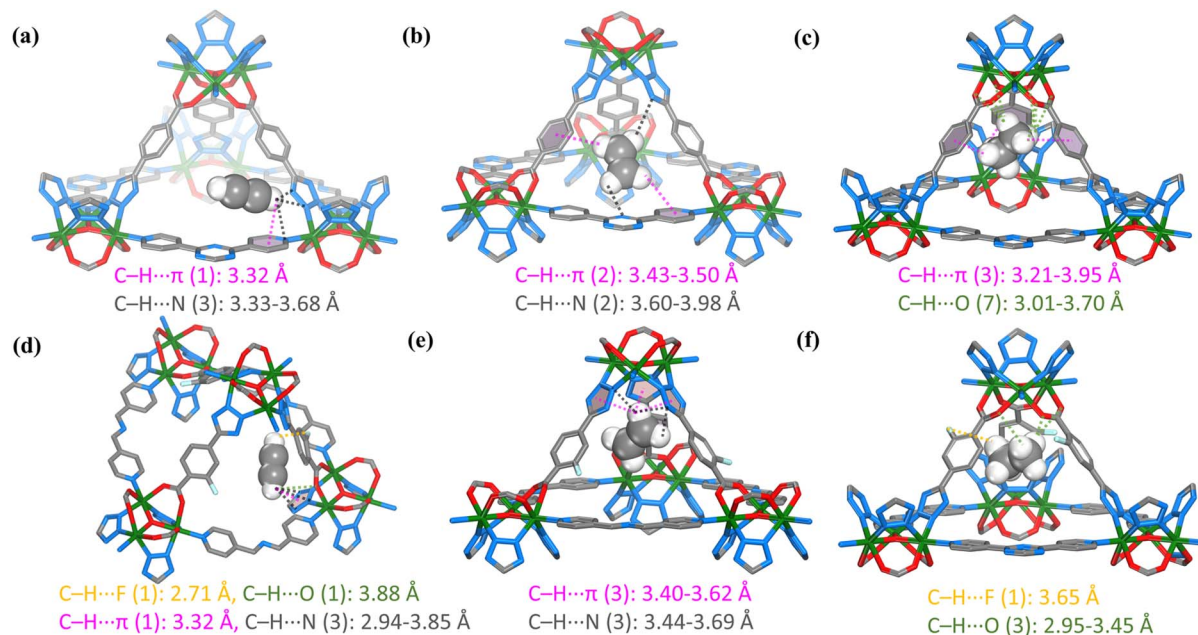 (a)
(b)
(c)
C–H···π (1): 3.32 Å
C–H···N (3): 3.33-3.68 Å
C–H···π (2): 3.43-3.50 Å
C–H···N (2): 3.60-3.98 Å
C–H···π (3): 3.21-3.95 Å
C–H···O (7): 3.01-3.70 Å
(d)
(e)
(f)
C–H···F (1): 2.71 Å, C–H···O (1): 3.88 Å
C–H···π (1): 3.32 Å, C–H···N (3): 2.94-3.85 Å
C–H···π (3): 3.40-3.62 Å
C–H···N (3): 3.44-3.69 Å
C–H···F (1): 3.65 Å
C–H···O (3): 2.95-3.45 Å